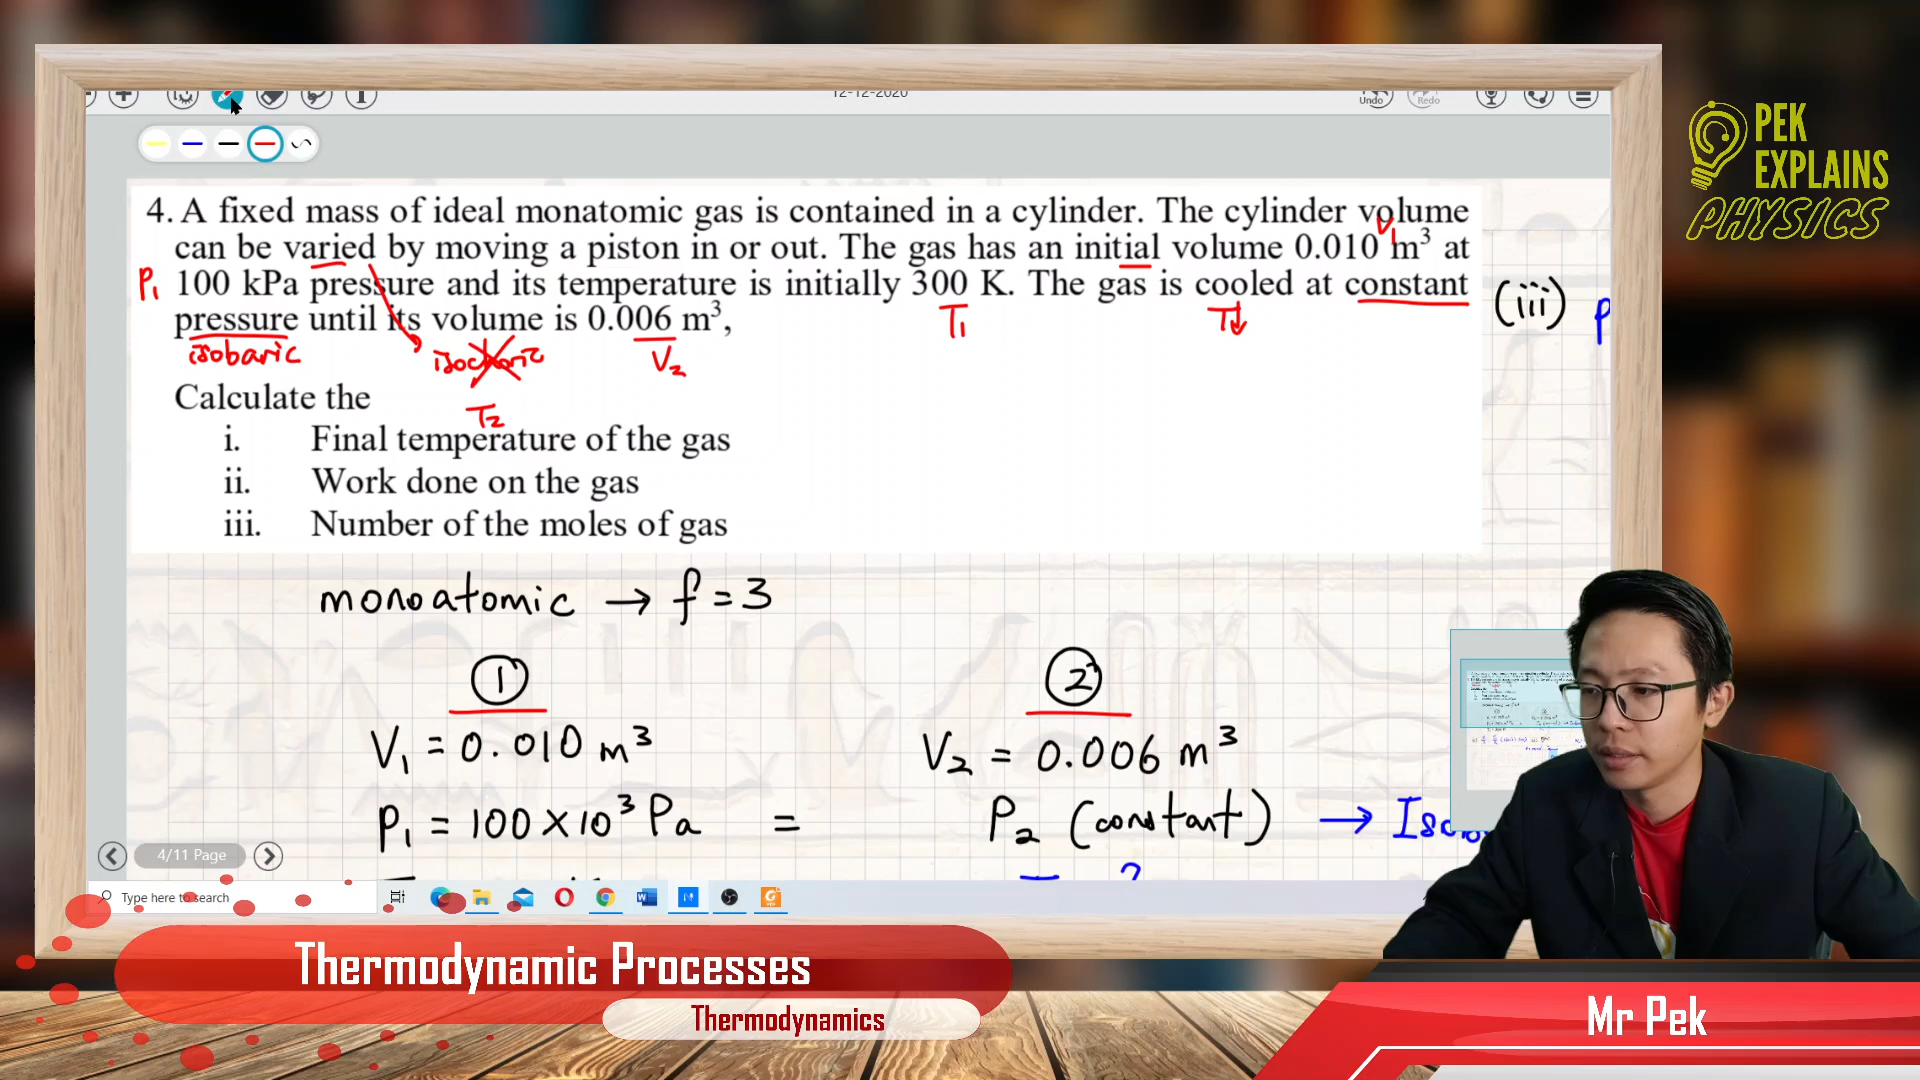 12-12-2020
Undo
Redo
4. A fixed mass of ideal monatomic gas is contained in a cylinder. The cylinder volume
can be varied by moving a piston in or out. The gas has an initial volume 0.010 m³ at
100 kPa pressure and its temperature is initially 300 K. The gas is cooled at constant
pressure until its volume is 0.006 m³,
V₁
P₁
T₁
T↓
isobaric
isochoric
V₂
(iii) P
Calculate the
T₂
i. Final temperature of the gas
ii. Work done on the gas
iii. Number of the moles of gas
monoatomic → f = 3
① ②
V₁ = 0.010 m³ V₂ = 0.006 m³
P₁ = 100 × 10³ Pa = P₂ (constant) →
?
4/11 Page
Type here to search
PEK
EXPLAINS
PHYSICS
Thermodynamic Processes
Thermodynamics
Mr Pek